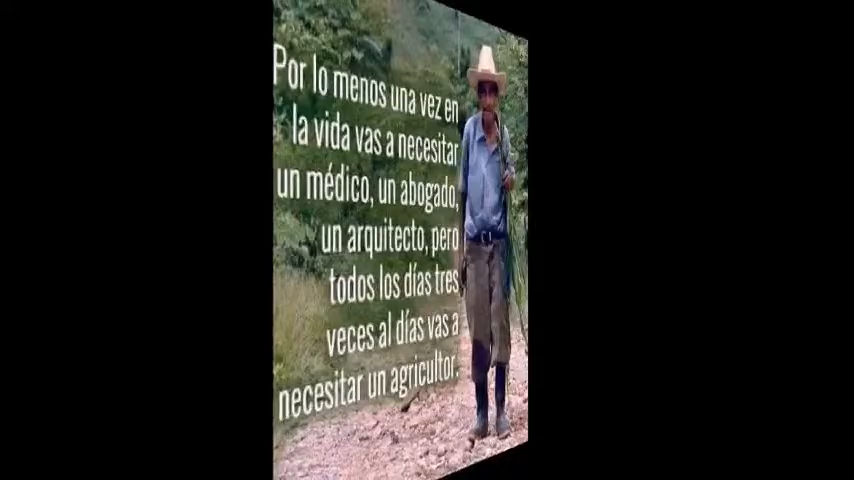 Por lo menos una vez en
la vida vas a necesitar
un médico, un abogado,
un arquitecto, pero
todos los días tres
veces al días vas a
necesitar un agricultor.